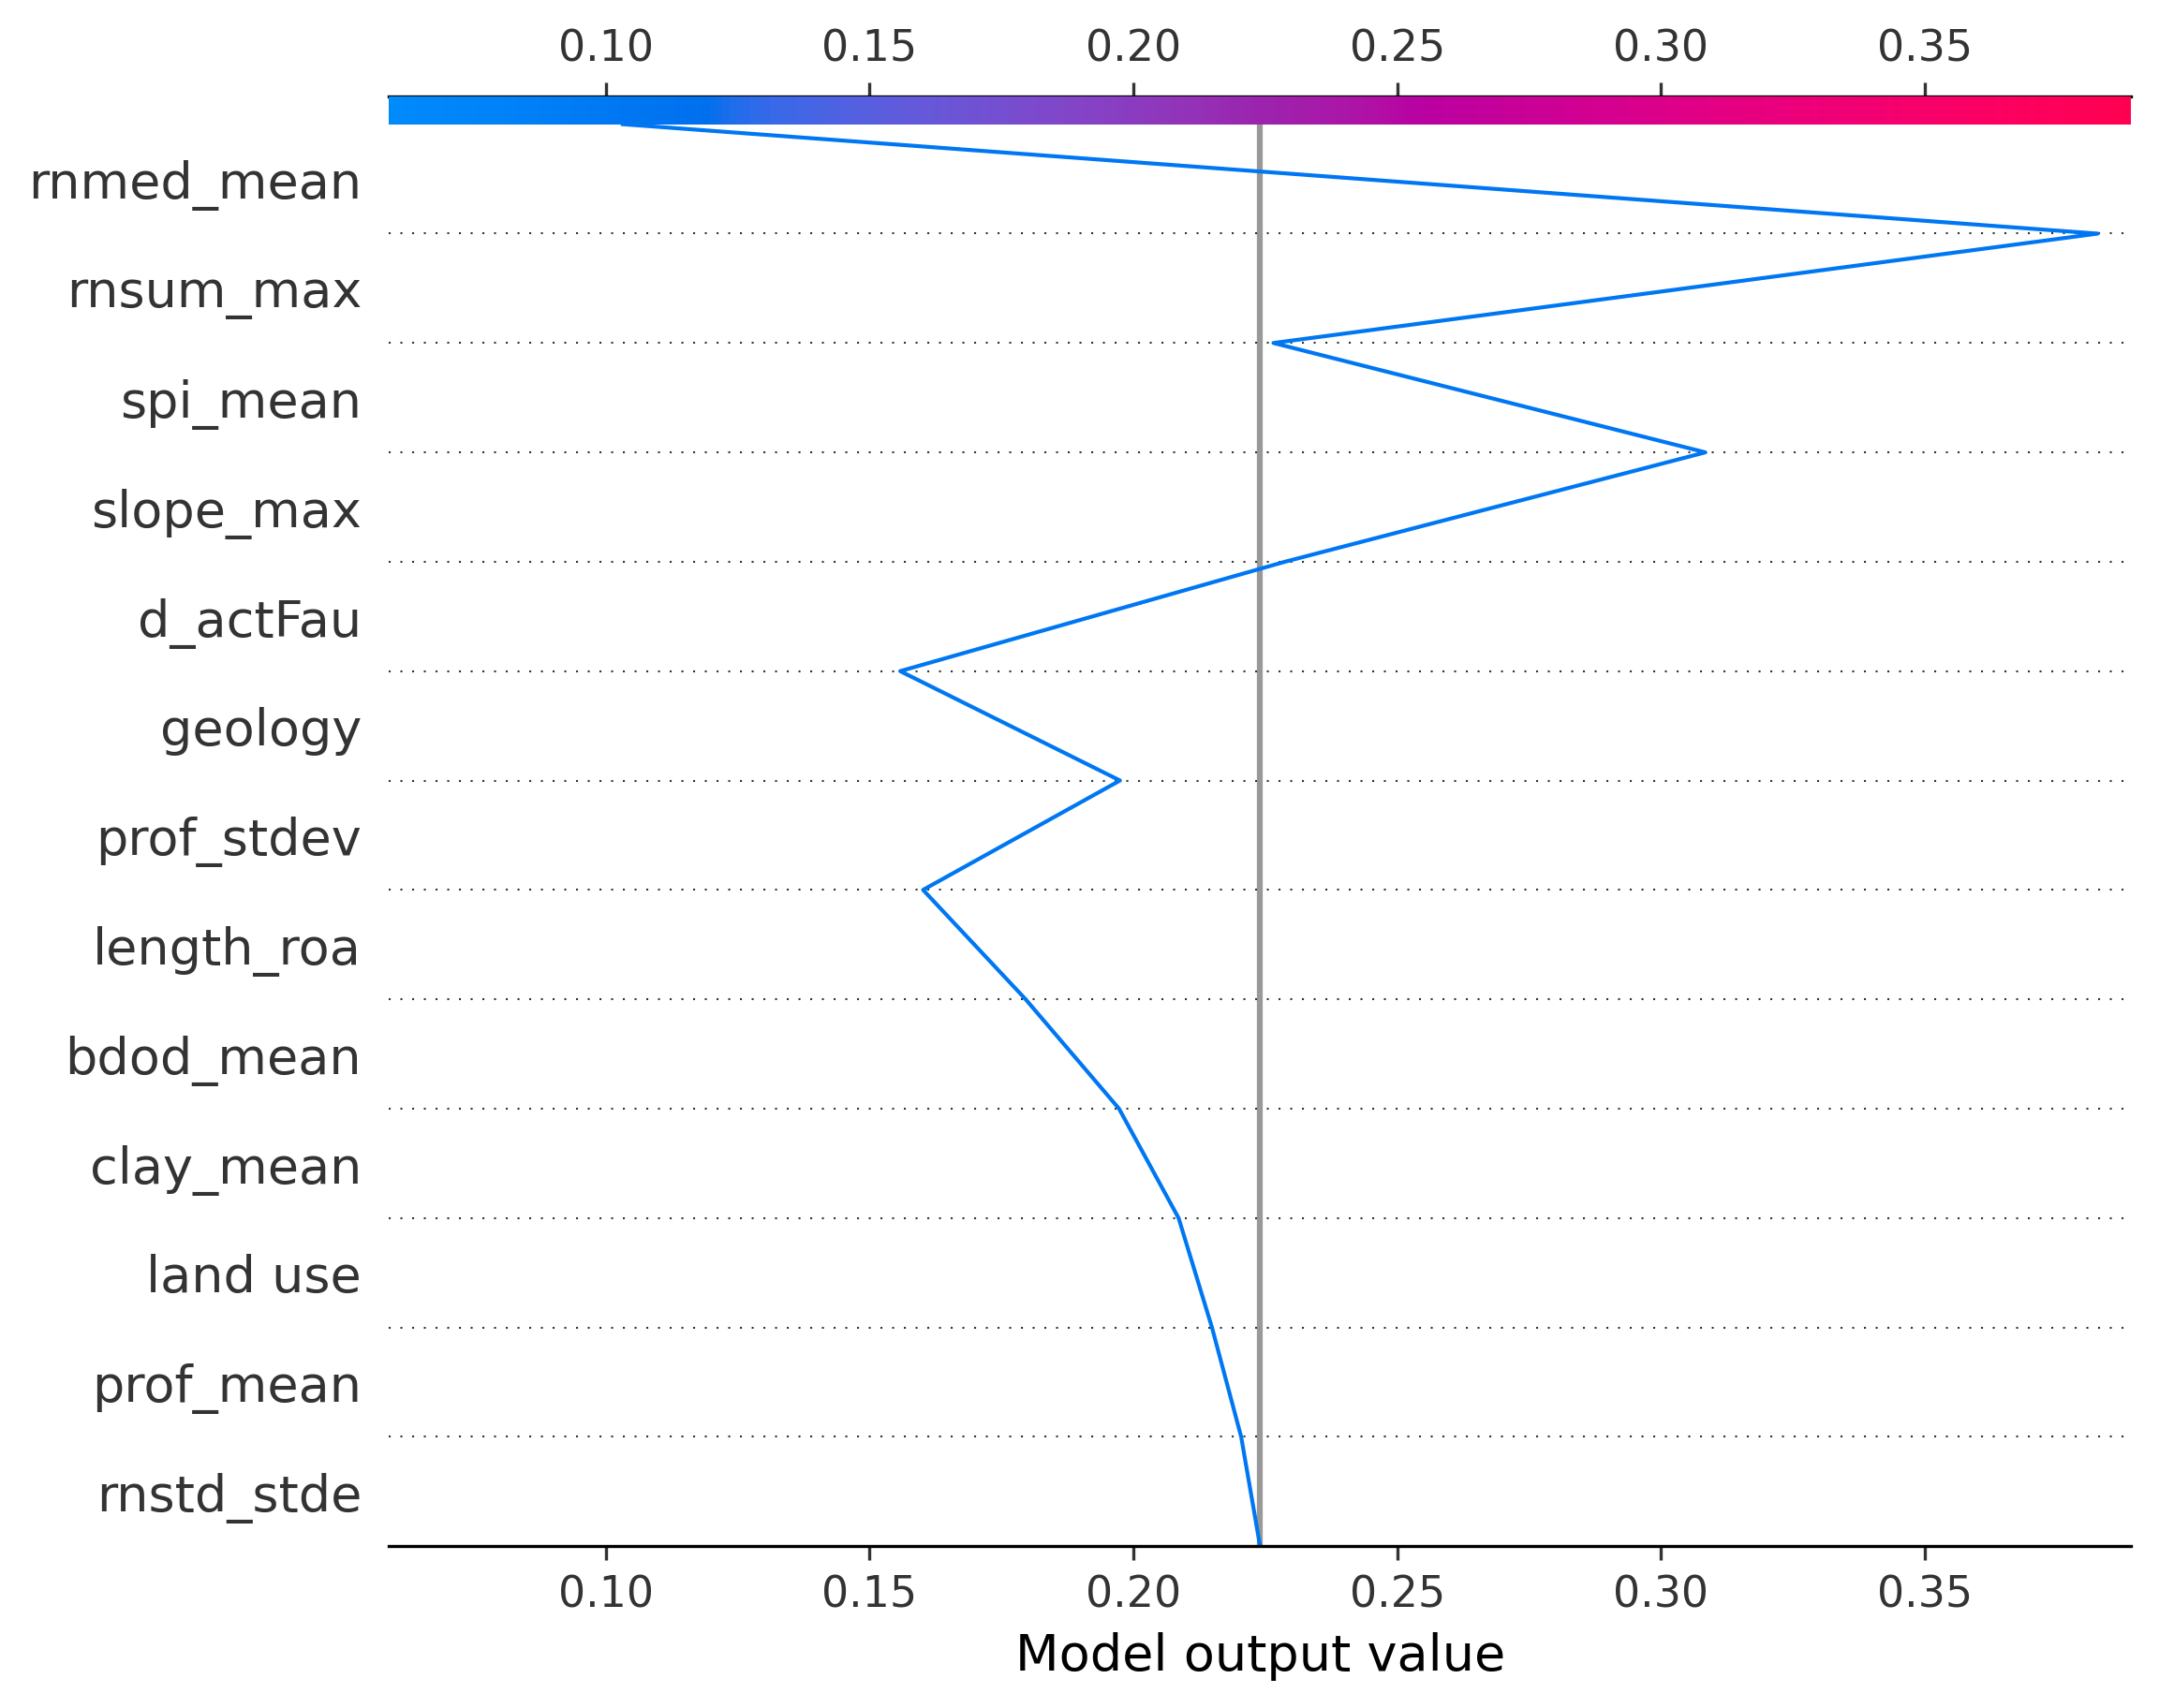 0.10 0.15 0.20 0.25 0.30 0.35
rnmed_mean
rnsum_max
spi_mean
slope_max
d_actFau
geology
prof_stdev
length_roa
bdod_mean
clay_mean
land use
prof_mean
rnstd_stde
0.10 0.15 0.20 0.25 0.30 0.35
Model output value